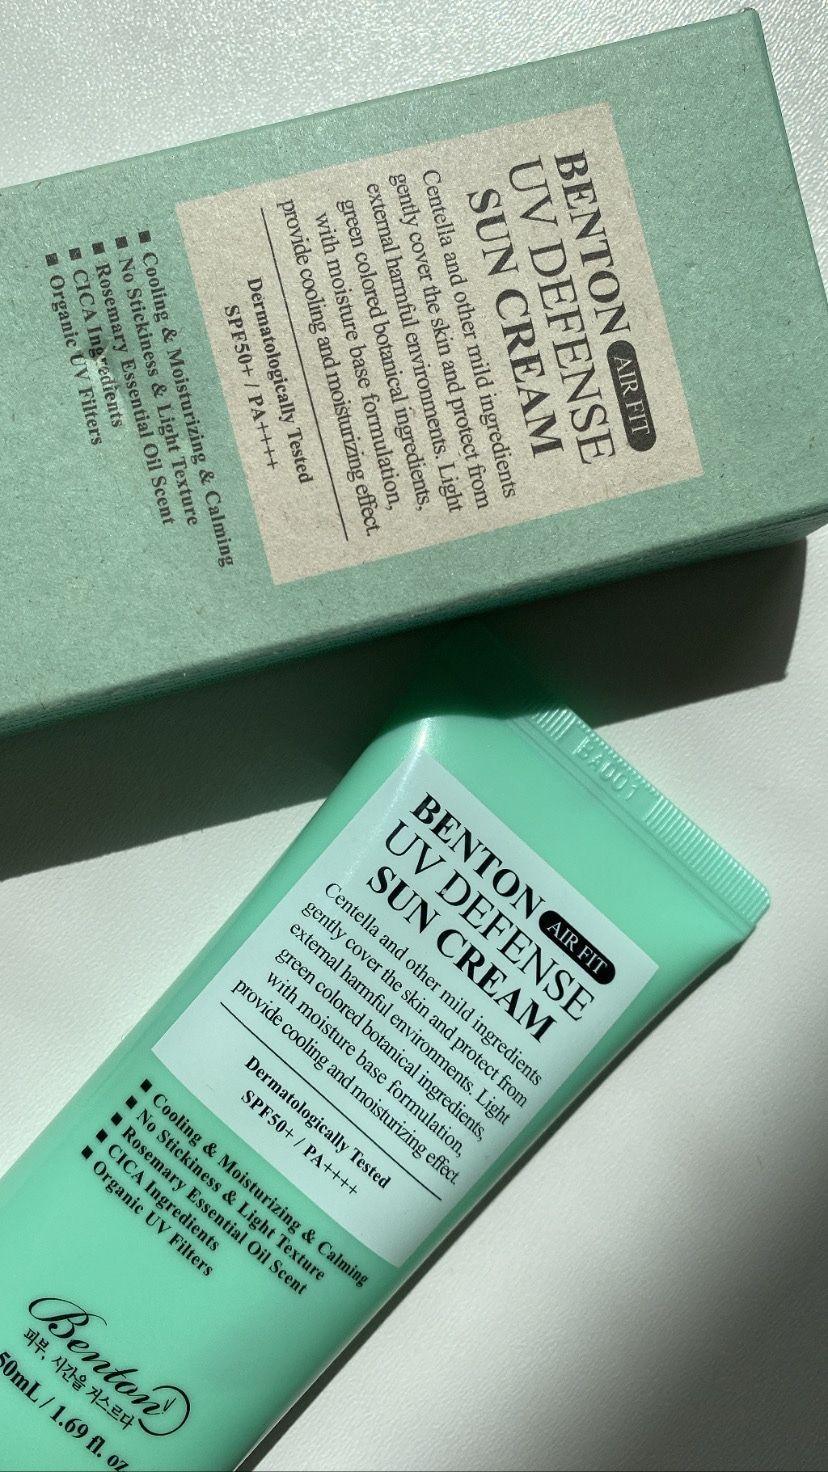 BENTON AIR FIT
UV DEFENSE
SUN CREAM
Centella and other mild ingredients
gently cover the skin and protect from
external harmful environments. Light
green colored botanical ingredients,
with moisture base formulation,
provide cooling and moisturizing effect.
Dermatologically Tested
SPF50+ / PA++++
■ Cooling & Moisturizing & Calming
■ No Stickiness & Light Texture
■ Rosemary Essential Oil Scent
■ CICA Ingredients
■ Organic UV Filters
BENTON AIR FIT
UV DEFENSE
SUN CREAM
Centella and other mild ingredients
gently cover the skin and protect from
external harmful environments. Light
green colored botanical ingredients,
with moisture base formulation,
provide cooling and moisturizing effect.
Dermatologically Tested
SPF50+ / PA++++
■ Cooling & Moisturizing & Calming
■ No Stickiness & Light Texture
■ Rosemary Essential Oil Scent
■ CICA Ingredients
■ Organic UV Filters
Benton
피부, 시간을 거스르다
50mL / 1.69 fl. oz